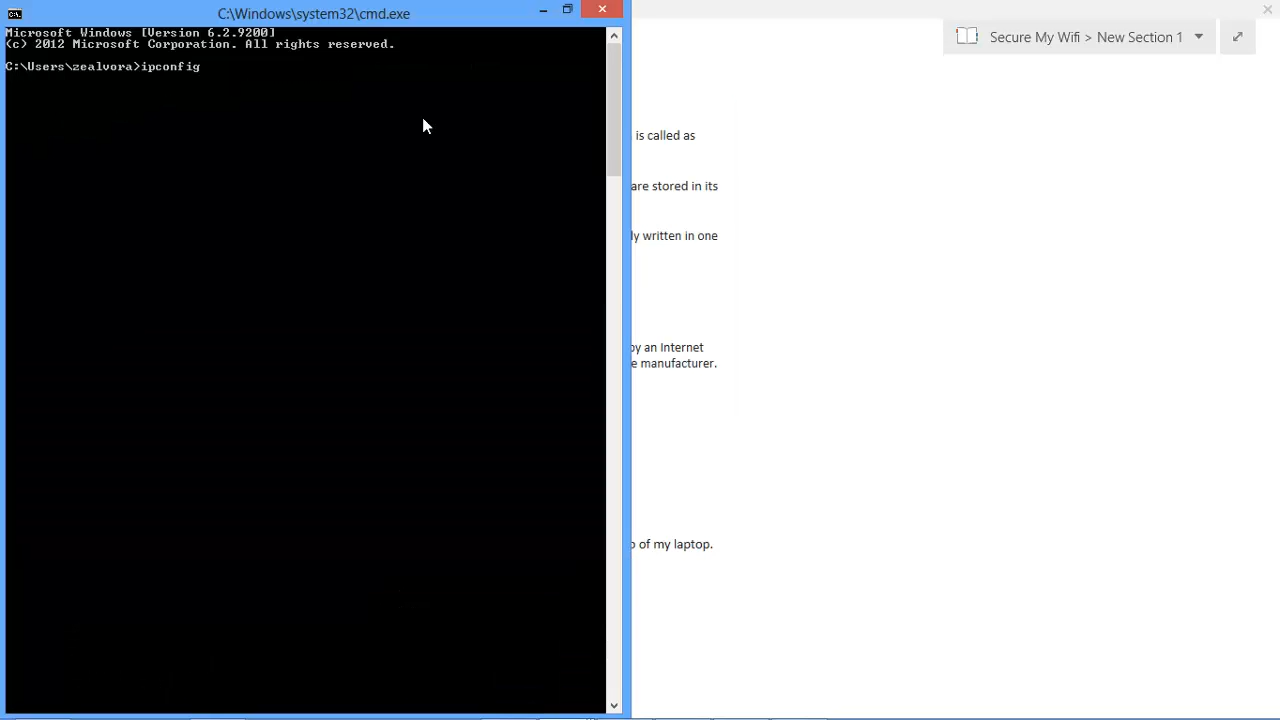 C:\Windows\system32\cmd.exe
Microsoft Windows [Version 6.2.9200]
(c) 2012 Microsoft Corporation. All rights reserved.
C:\Users\zealvora>ipconfig
Secure My Wifi > New Section 1
is called as
are stored in its
ly written in one
by an Internet
e manufacturer.
of my laptop.